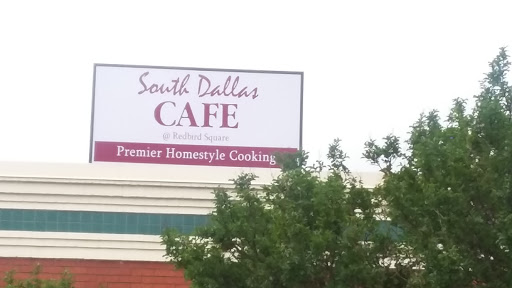 South Dallas
CAFE
@ Redbird Square
Premier Homestyle Cooking